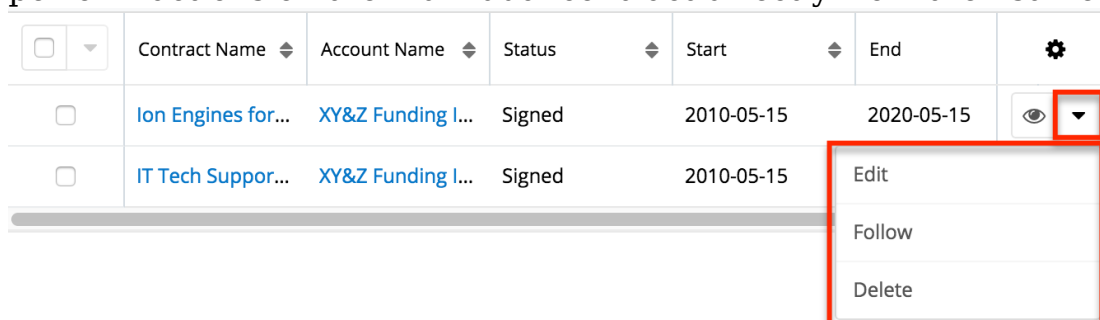 Contract Name Account Name Status Start End
Ion Engines for... XY&Z Funding I... Signed 2010-05-15 2020-05-15
IT Tech Suppor... XY&Z Funding I... Signed 2010-05-15
Edit
Follow
Delete